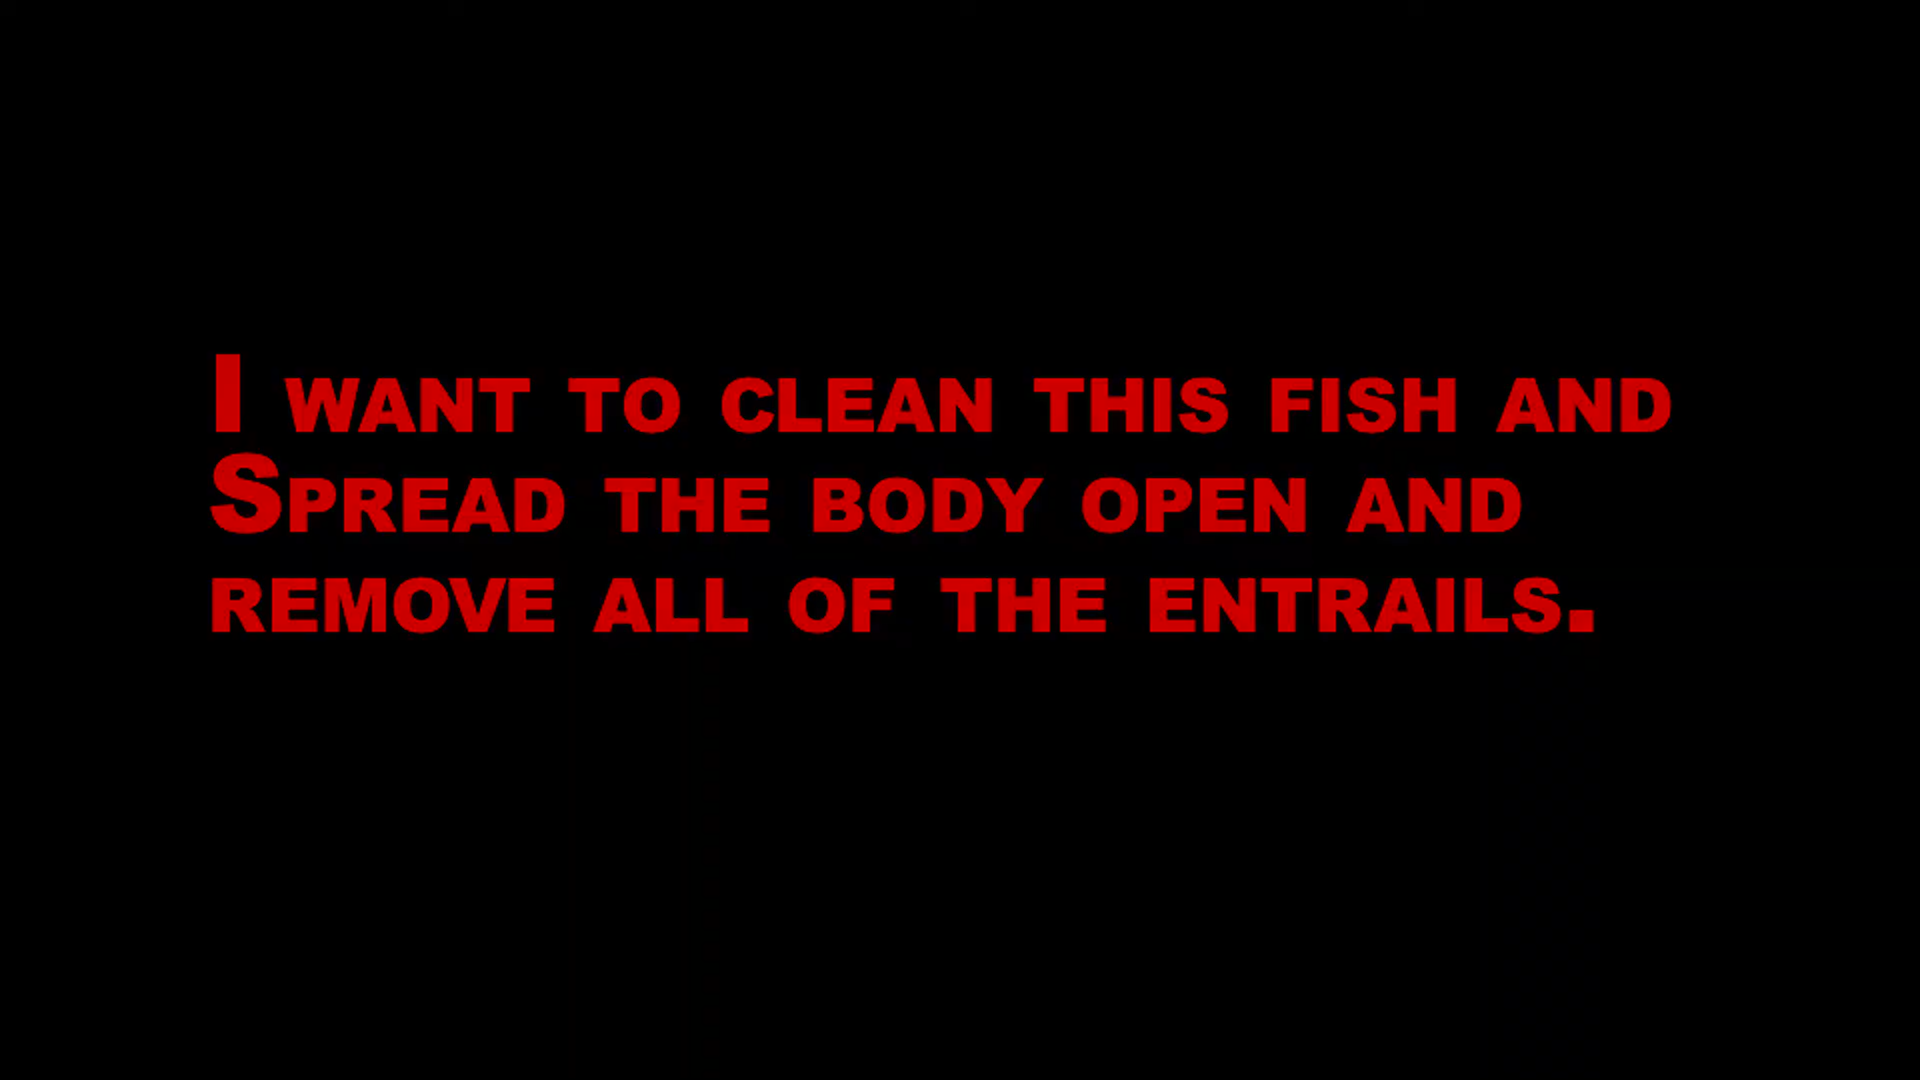 I want to clean this fish and
Spread the body open and
remove all of the entrails.